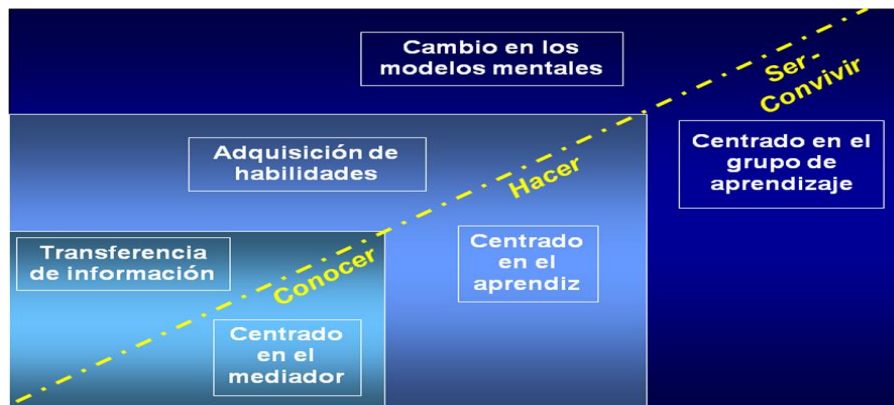 Cambio en los
modelos mentales
Ser -
Convivir
Adquisición de
habilidades
Hacer
Centrado en el
grupo de
aprendizaje
Transferencia
de información
Conocer
Centrado
en el
aprendiz
Centrado
en el
mediador